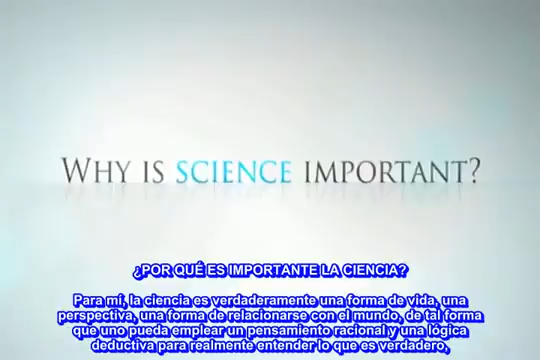 WHY IS SCIENCE IMPORTANT?
¿POR QUÉ ES IMPORTANTE LA CIENCIA?
Para mí, la ciencia es verdaderamente una forma de vida, una
perspectiva, una forma de relacionarse con el mundo, de tal forma
que uno pueda emplear un pensamiento racional y una lógica
deductiva para realmente entender lo que es verdadero,